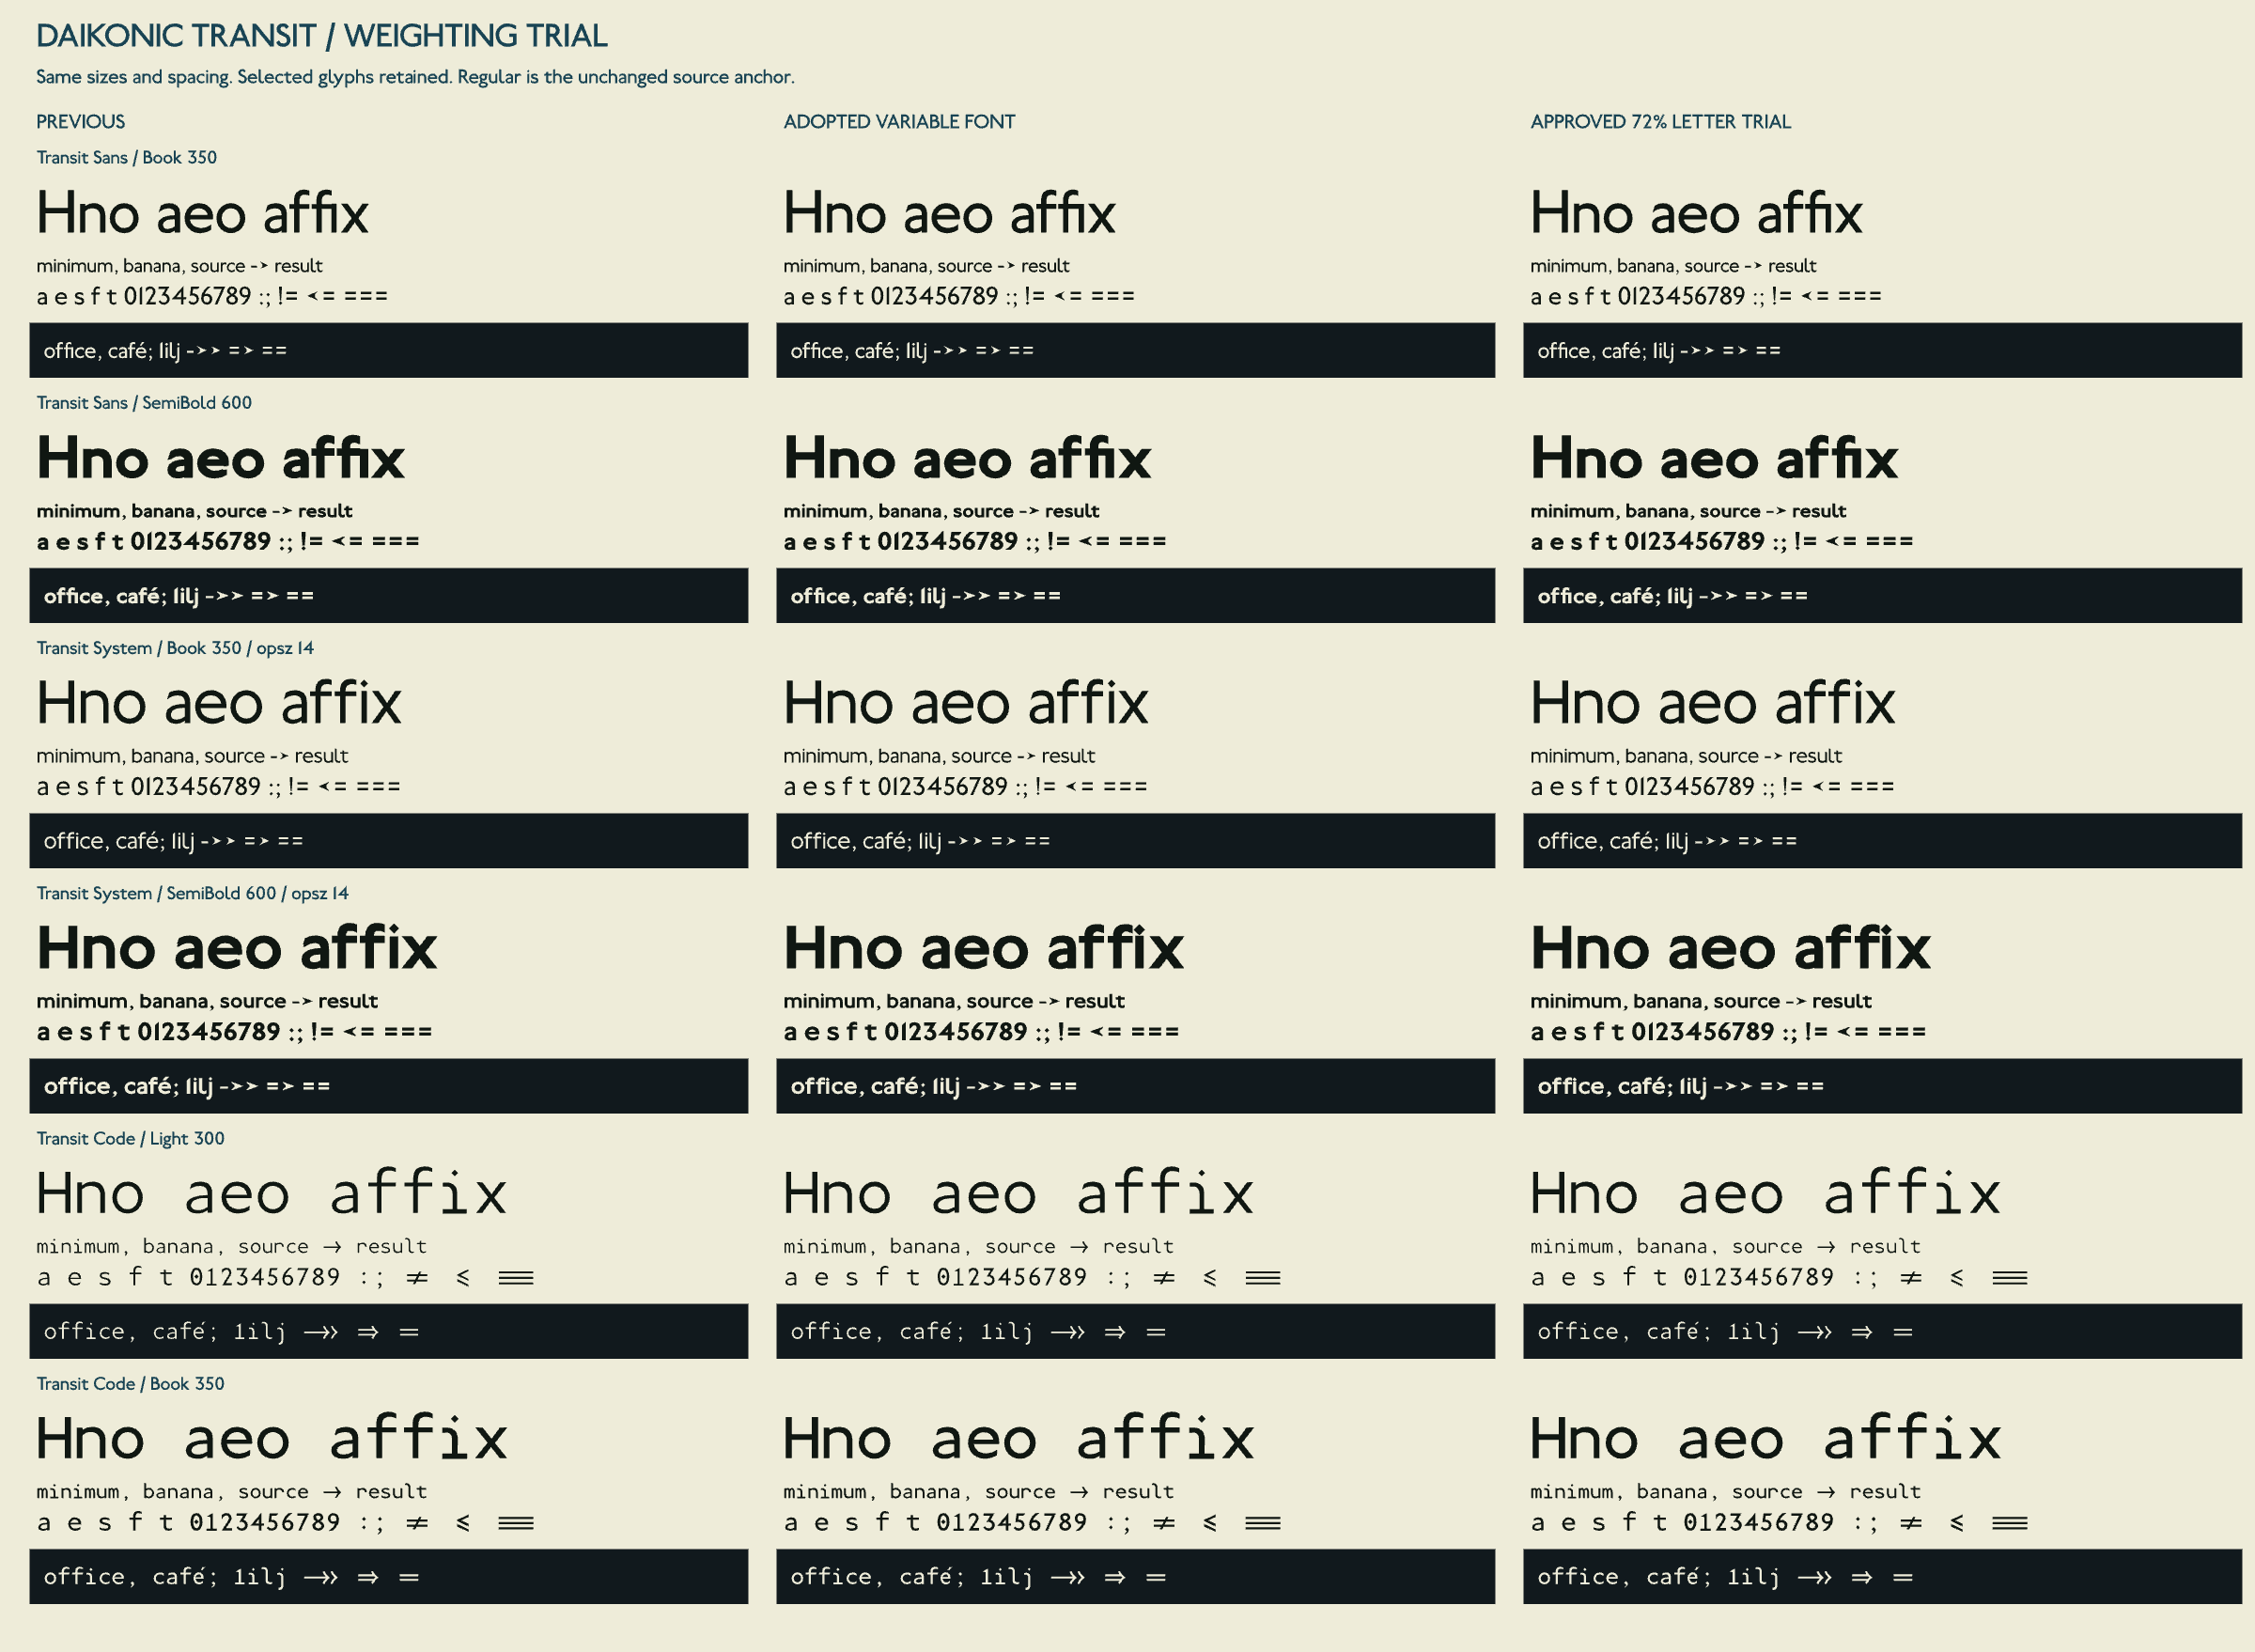 DAIKONIC TRANSIT / WEIGHTING TRIAL
Same sizes and spacing. Selected glyphs retained. Regular is the unchanged source anchor.
PREVIOUS
Transit Sans / Book 350
Hno aeo affix
minimum, banana, source -> result
a e s f t 0123456789 :; != <= ===
office, café; 1ilj ->> => ==
Transit Sans / SemiBold 600
Hno aeo affix
minimum, banana, source -> result
a e s f t 0123456789 :; != <= ===
office, café; 1ilj ->> => ==
Transit System / Book 350 / opsz 14
Hno aeo affix
minimum, banana, source -> result
a e s f t 0123456789 :; != <= ===
office, café; 1ilj ->> => ==
Transit System / SemiBold 600 / opsz 14
Hno aeo affix
minimum, banana, source -> result
a e s f t 0123456789 :; != <= ===
office, café; 1ilj ->> => ==
Transit Code / Light 300
Hno aeo affix
minimum, banana, source → result
a e s f t 0123456789 :; ≠ ⩽ ≡
office, café; 1ilj ->> ⇒ =
Transit Code / Book 350
Hno aeo affix
minimum, banana, source → result
a e s f t 0123456789 :; ≠ ⩽ ≡
office, café; 1ilj ->> ⇒ =
ADOPTED VARIABLE FONT
Hno aeo affix
minimum, banana, source -> result
a e s f t 0123456789 :; != <= ===
office, café; 1ilj ->> => ==
Hno aeo affix
minimum, banana, source -> result
a e s f t 0123456789 :; != <= ===
office, café; 1ilj ->> => ==
Hno aeo affix
minimum, banana, source -> result
a e s f t 0123456789 :; != <= ===
office, café; 1ilj ->> => ==
Hno aeo affix
minimum, banana, source -> result
a e s f t 0123456789 :; != <= ===
office, café; 1ilj ->> => ==
Hno aeo affix
minimum, banana, source → result
a e s f t 0123456789 :; ≠ ⩽ ≡
office, café; 1ilj ->> ⇒ =
Hno aeo affix
minimum, banana, source → result
a e s f t 0123456789 :; ≠ ⩽ ≡
office, café; 1ilj ->> ⇒ =
APPROVED 72% LETTER TRIAL
Hno aeo affix
minimum, banana, source -> result
a e s f t 0123456789 :; != <= ===
office, café; 1ilj ->> => ==
Hno aeo affix
minimum, banana, source -> result
a e s f t 0123456789 :; != <= ===
office, café; 1ilj ->> => ==
Hno aeo affix
minimum, banana, source -> result
a e s f t 0123456789 :; != <= ===
office, café; 1ilj ->> => ==
Hno aeo affix
minimum, banana, source -> result
a e s f t 0123456789 :; != <= ===
office, café; 1ilj ->> => ==
Hno aeo affix
minimum, banana, source → result
a e s f t 0123456789 :; ≠ ⩽ ≡
office, café; 1ilj ->> ⇒ =
Hno aeo affix
minimum, banana, source → result
a e s f t 0123456789 :; ≠ ⩽ ≡
office, café; 1ilj ->> ⇒ =